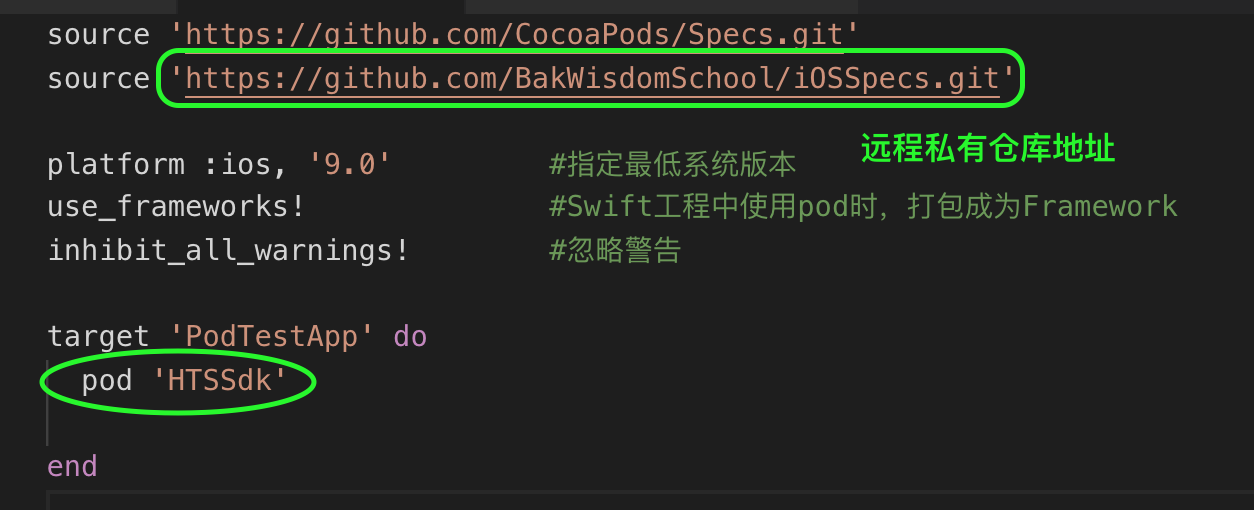 source 'https://github.com/CocoaPods/Specs.git'
source 'https://github.com/BakWisdomSchool/iOSSpecs.git'
远程私有仓库地址
platform :ios, '9.0' #指定最低系统版本
use_frameworks! #Swift工程中使用pod时，打包成为Framework
inhibit_all_warnings! #忽略警告
target 'PodTestApp' do
pod 'HTSSdk'
end